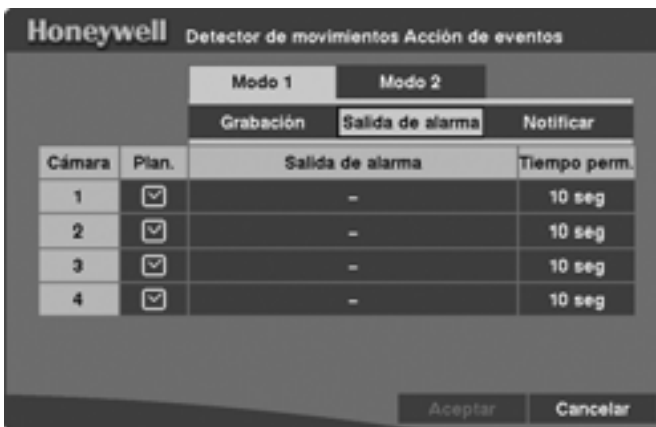 Honeywell Detector de movimientos Acción de eventos
Modo 1 Modo 2
Grabación Salida de alarma Notificar
Cámara Plan. Salida de alarma Tiempo perm.
1 – 10 seg
2 – 10 seg
3 – 10 seg
4 – 10 seg
Aceptar Cancelar